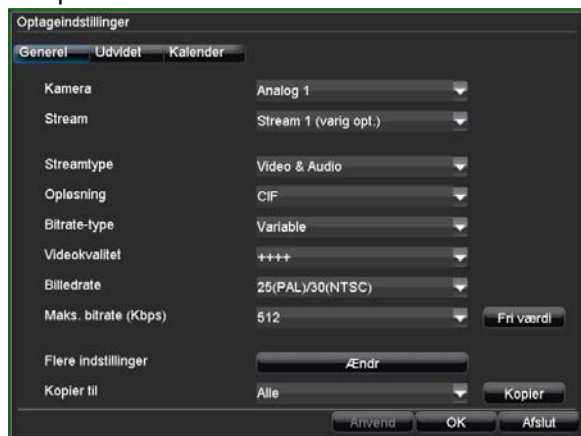 Optageindstillinger
Generel Udvidet Kalender
Kamera Analog 1
Stream Stream 1 (varig opt.)
Streamtype Video & Audio
Opløsning CIF
Bitrate-type Variable
Videokvalitet ++++
Billedrate 25(PAL)/30(NTSC)
Maks. bitrate (Kbps) 512 Fri værdi
Flere indstillinger Ændr
Kopier til Alle Kopier
Anvend OK Afslut